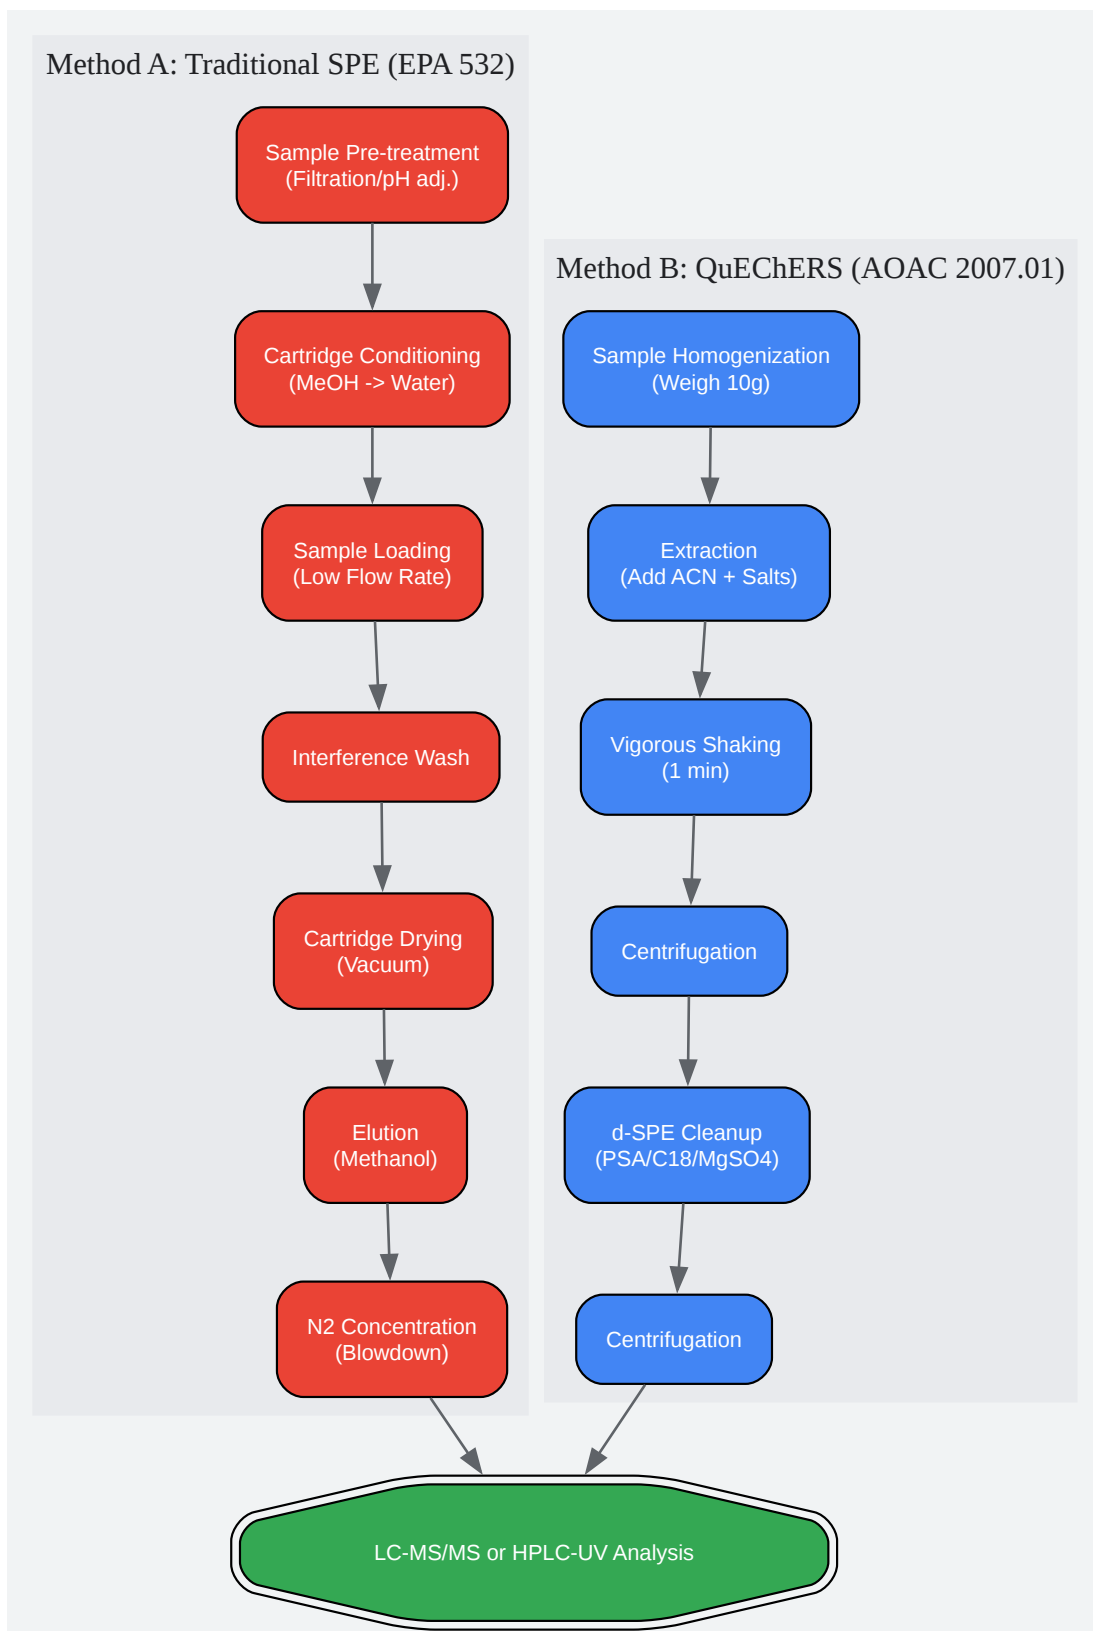 Method A: Traditional SPE (EPA 532)
Sample Pre-treatment
(Filtration/pH adj.)
Cartridge Conditioning
(MeOH -> Water)
Sample Loading
(Low Flow Rate)
Interference Wash
Cartridge Drying
(Vacuum)
Elution
(Methanol)
N2 Concentration
(Blowdown)
Method B: QuEChERS (AOAC 2007.01)
Sample Homogenization
(Weigh 10g)
Extraction
(Add ACN + Salts)
Vigorous Shaking
(1 min)
Centrifugation
d-SPE Cleanup
(PSA/C18/MgSO4)
Centrifugation
LC-MS/MS or HPLC-UV Analysis